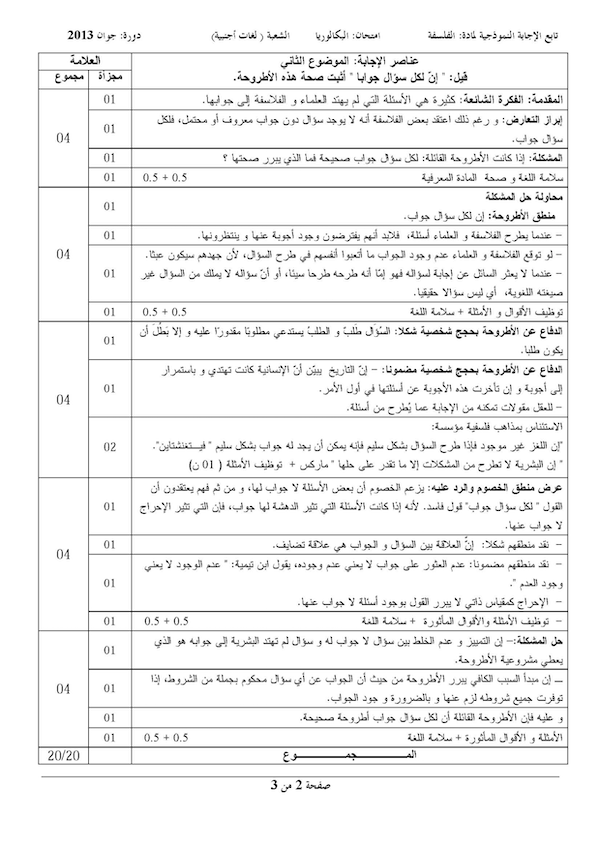 تابع الإجابة النموذجية لمادة: الفلسفة امتحان: البكالوريا الشعبة ( لغات أجنبية) دورة: جوان 2013
عناصر الإجابة: الموضوع الثاني العلامة
قيل: " إنّ لكل سؤال جوابا " أثبت صحة هذه الأطروحة. مجزأة مجموع
المقدمة: الفكرة الشائعة: كثيرة هي الأسئلة التي لم يهتد العلماء و الفلاسفة إلى جوابها. 01
إبراز التعارض: و رغم ذلك اعتقد بعض الفلاسفة أنه لا يوجد سؤال دون جواب معروف أو محتمل، فلكل
سؤال جواب. 01 04
المشكلة: إذا كانت الأطروحة القائلة: لكل سؤال جواب صحيحة فما الذي يبرر صحتها ؟ 01
سلامة اللغة و صحة المادة المعرفية 0.5 + 0.5 01
محاولة حل المشكلة
منطق الأطروحة: إن لكل سؤال جواب. 01
– عندما يطرح الفلاسفة و العلماء أسئلة، فلابد أنهم يفترضون وجود أجوبة عنها و ينتظرونها. 01
– لو توقع الفلاسفة و العلماء عدم وجود الجواب ما أتعبوا أنفسهم في طرح السؤال، لأن جهدهم سيكون عبثا. 04
– عندما لا يعثر السائل عن إجابة لسؤاله فهو إمّا أنه طرحه طرحا سيئا، أو أنّ سؤاله لا يملك من السؤال غير 01
صيغته اللغوية، أي ليس سؤالا حقيقيا.
توظيف الأقوال و الأمثلة + سلامة اللغة 0.5 + 0.5 01
الدفاع عن الأطروحة بحجج شخصية شكلا: السُّؤال طَلبٌ و الطلبُ يستدعي مطلوبًا مقدورًا عليه و إلا بَطُلَ أن
يكون طلبا. 01
الدفاع عن الأطروحة بحجج شخصية مضمونا: – إنّ التاريخ يبيّن أنّ الإنسانية كانت تهتدي و باستمرار
إلى أجوبة و إن تأخرت هذه الأجوبة عن أسئلتها في أول الأمر. 01
– للعقل مقولات تمكنه من الإجابة عما يُطرح من أسئلة. 04
الاستئناس بمذاهب فلسفية مؤسسة:
"إن اللغز غير موجود فإذا طرح السؤال بشكل سليم فإنه يمكن أن يجد له جواب بشكل سليم " فيتغنشتاين". 02
" إن البشرية لا تطرح من المشكلات إلا ما تقدر على حلها " ماركس + توظيف الأمثلة ( 01 ن)
عرض منطق الخصوم والرد عليه: يزعم الخصوم أن بعض الأسئلة لا جواب لها، و من ثم فهم يعتقدون أن
القول " لكل سؤال جواب" قول فاسد. لأنه إذا كانت الأسئلة التي تثير الدهشة لها جواب، فإن التي تثير الإحراج 01
لا جواب عنها.
– نقد منطقهم شكلا: إنَّ العلاقة بين السؤال و الجواب هي علاقة تضايف. 01 04
– نقد منطقهم مضمونا: عدم العثور على جواب لا يعني عدم وجوده، يقول ابن تيمية: " عدم الوجود لا يعني
وجود العدم ". 01
– الإحراج كمقياس ذاتي لا يبرر القول بوجود أسئلة لا جواب عنها.
– توظيف الأمثلة والأقوال المأثورة + سلامة اللغة 0.5 + 0.5 01
حل المشكلة:– إن التمييز و عدم الخلط بين سؤال لا جواب له و سؤال لم تهتد البشرية إلى جوابه هو الذي
يعطي مشروعية الأطروحة. 01
ـــ إن مبدأ السبب الكافي يبرر الأطروحة من حيث أن الجواب عن أي سؤال محكوم بجملة من الشروط، إذا
توفرت جميع شروطه لزم عنها و بالضرورة و جود الجواب. 01 04
و عليه فإن الأطروحة القائلة أن لكل سؤال جواب أطروحة صحيحة. 01
الأمثلة و الأقوال المأثورة + سلامة اللغة 0.5 + 0.5 01
المـــجمـــوع 20/20
صفحة 2 من 3